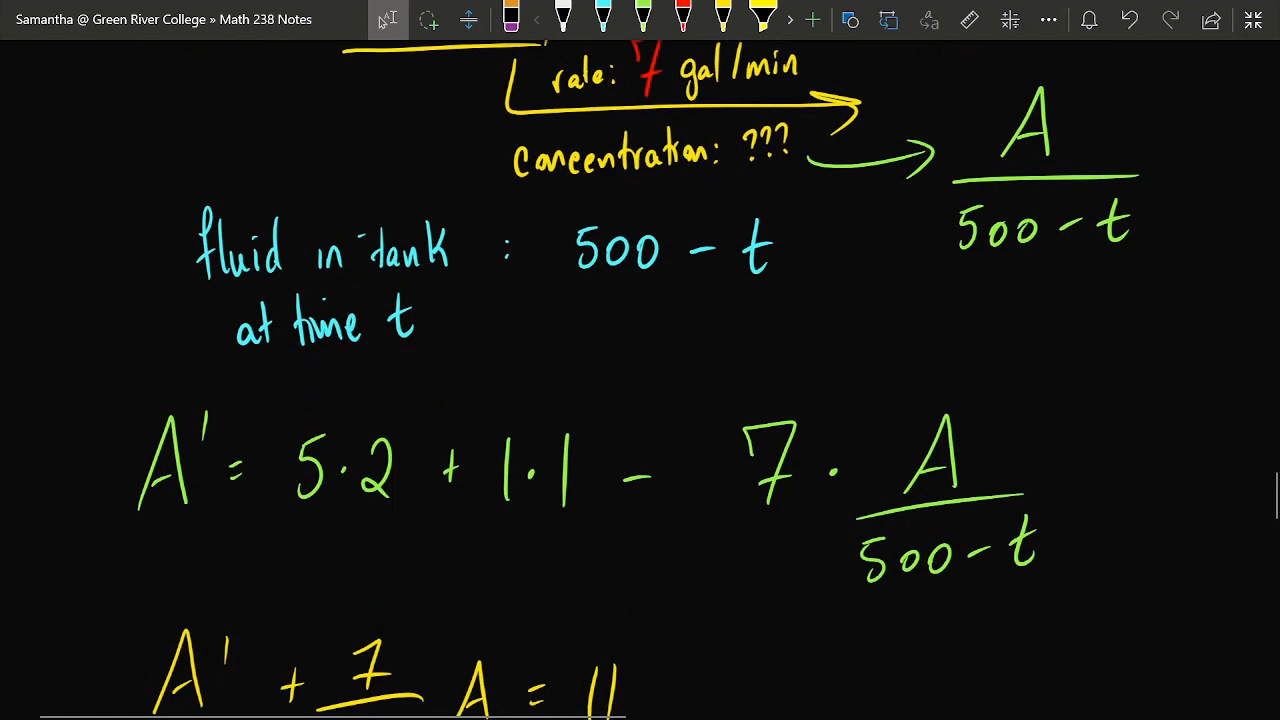 Samantha @ Green River College » Math 238 Notes
rate: 7 gal/min
concentration: ???
A
500 - t
fluid in tank : 500 - t
at time t
A' = 5·2 + 1·1 - 7 · A
500 - t
A' + 7 A = 11